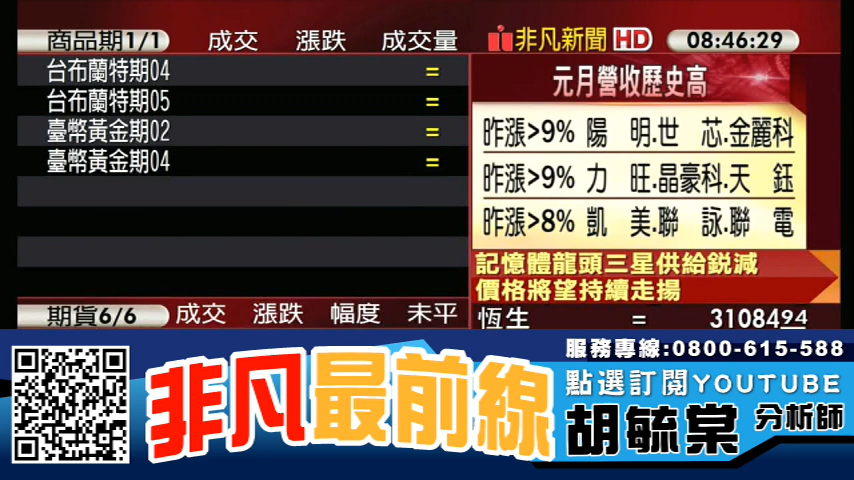 商品期1/1 成交 漲跌 成交量
台布蘭特期04 =
台布蘭特期05 =
臺幣黃金期02 =
臺幣黃金期04 =
期貨6/6 成交 漲跌 幅度 未平
非凡新聞 HD 08:46:29
元月營收歷史高
昨漲>9% 陽 明.世 芯.金麗科
昨漲>9% 力 旺.晶豪科.天 鈺
昨漲>8% 凱 美.聯 詠.聯 電
記憶體龍頭三星供給銳減
價格將望持續走揚
恆生 = 3108494
非凡最前線
服務專線:0800-615-588
點選訂閱YOUTUBE
胡毓棠 分析師